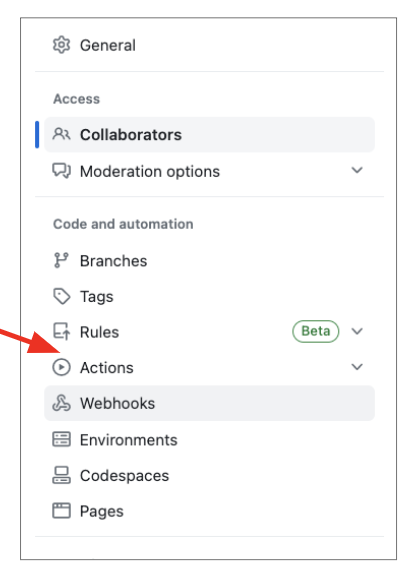 General
Access
Collaborators
Moderation options
Code and automation
Branches
Tags
Rules Beta
Actions
Webhooks
Environments
Codespaces
Pages